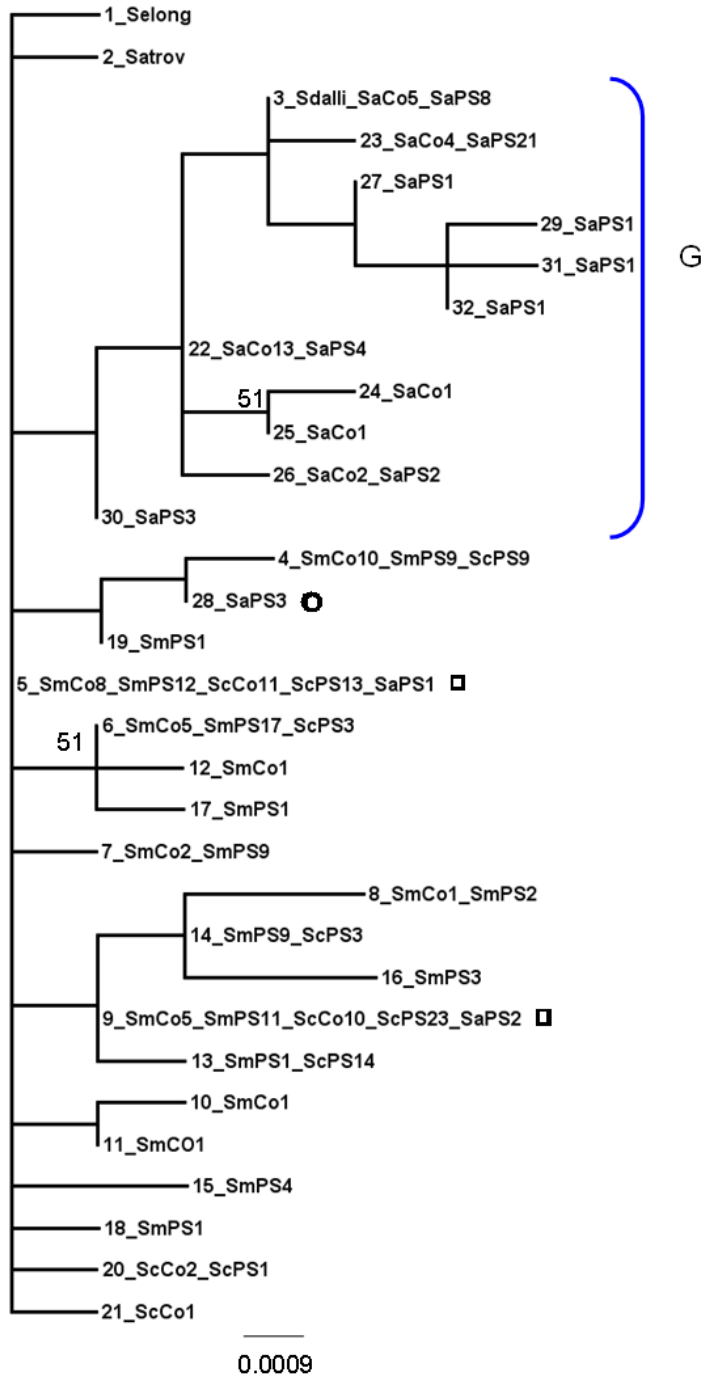 1_Selong
2_Satrov
3_Sdalli_SaCo5_SaPS8
23_SaCo4_SaPS21
27_SaPS1
29_SaPS1
G
31_SaPS1
32_SaPS1
22_SaCo13_SaPS4
51
24_SaCo1
25_SaCo1
26_SaCo2_SaPS2
30_SaPS3
4_SmCo10_SmPS9_ScPS9
28_SaPS3
19_SmPS1
5_SmCo8_SmPS12_ScCo11_ScPS13_SaPS1
6_SmCo5_SmPS17_ScPS3
51
12_SmCo1
17_SmPS1
7_SmCo2_SmPS9
8_SmCo1_SmPS2
14_SmPS9_ScPS3
16_SmPS3
9_SmCo5_SmPS11_ScCo10_ScPS23_SaPS2
13_SmPS1_ScPS14
10_SmCo1
11_SmCO1
15_SmPS4
18_SmPS1
20_ScCo2_ScPS1
21_ScCo1
0.0009